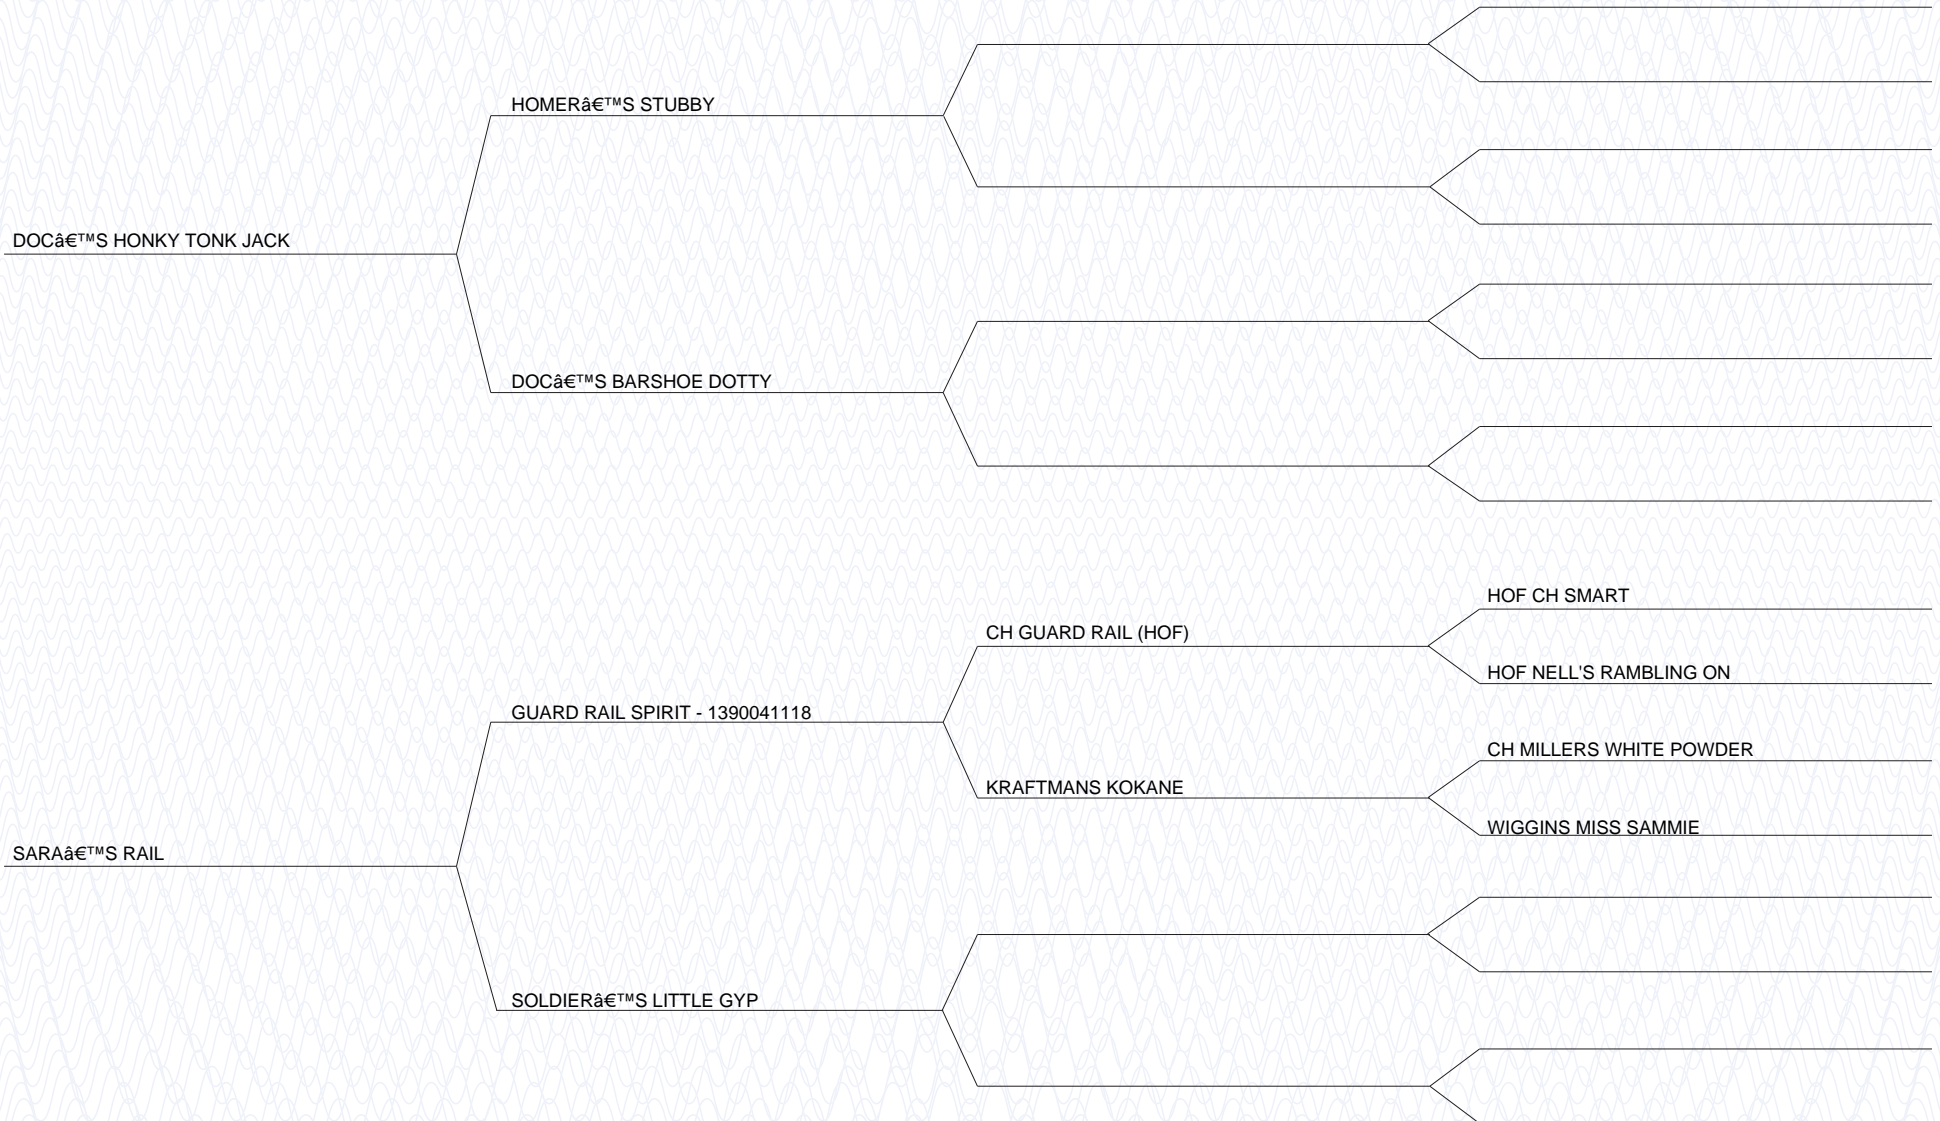 HOMERâ€™S STUBBY
DOCâ€™S HONKY TONK JACK
DOCâ€™S BARSHOE DOTTY
HOF CH SMART
CH GUARD RAIL (HOF)
HOF NELL'S RAMBLING ON
GUARD RAIL SPIRIT - 1390041118
CH MILLERS WHITE POWDER
KRAFTMANS KOKANE
WIGGINS MISS SAMMIE
SARAâ€™S RAIL
SOLDIERâ€™S LITTLE GYP